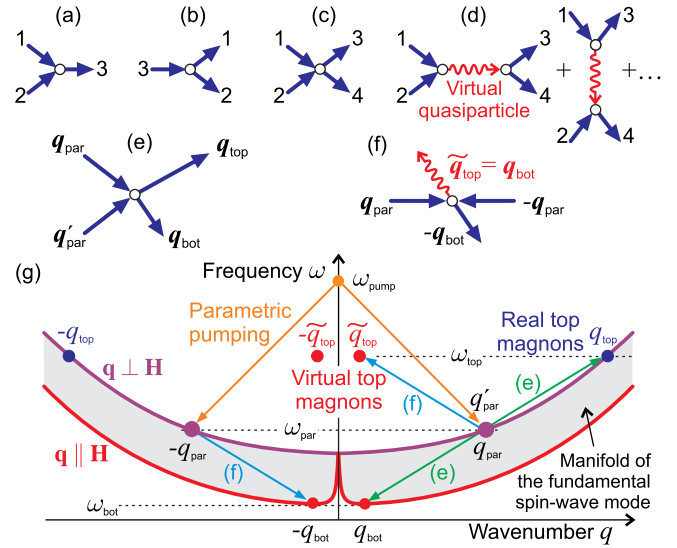 (a)
1
2
3
(b)
3
1
2
(c)
1
2
3
4
(d)
1
2
Virtual
quasiparticle
3
4
+
1
3
2
4
+...
(e)
q_par
q′_par
q_top
q_bot
(f)
q̃_top = q_bot
q_par
-q_par
-q_bot
(g)
Frequency ω
ω_pump
Parametric
pumping
-q_top
q ⊥ H
-q̃_top
q̃_top
Virtual top
magnons
Real top
magnons
q_top
ω_top
(e)
(f)
q′_par
ω_par
-q_par
q_par
q ∥ H
(f)
(e)
Manifold of
the fundamental
spin-wave mode
ω_bot
-q_bot
q_bot
Wavenumber q